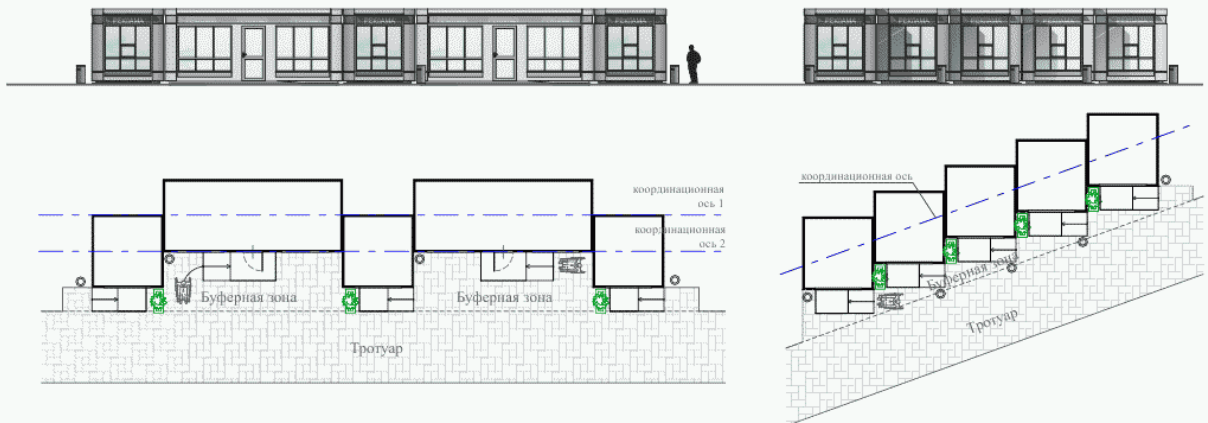 координационная
ось 1
координационная
ось 2
Буферная зона
Буферная зона
Тротуар
координационная ось
Буферная зона
Тротуар